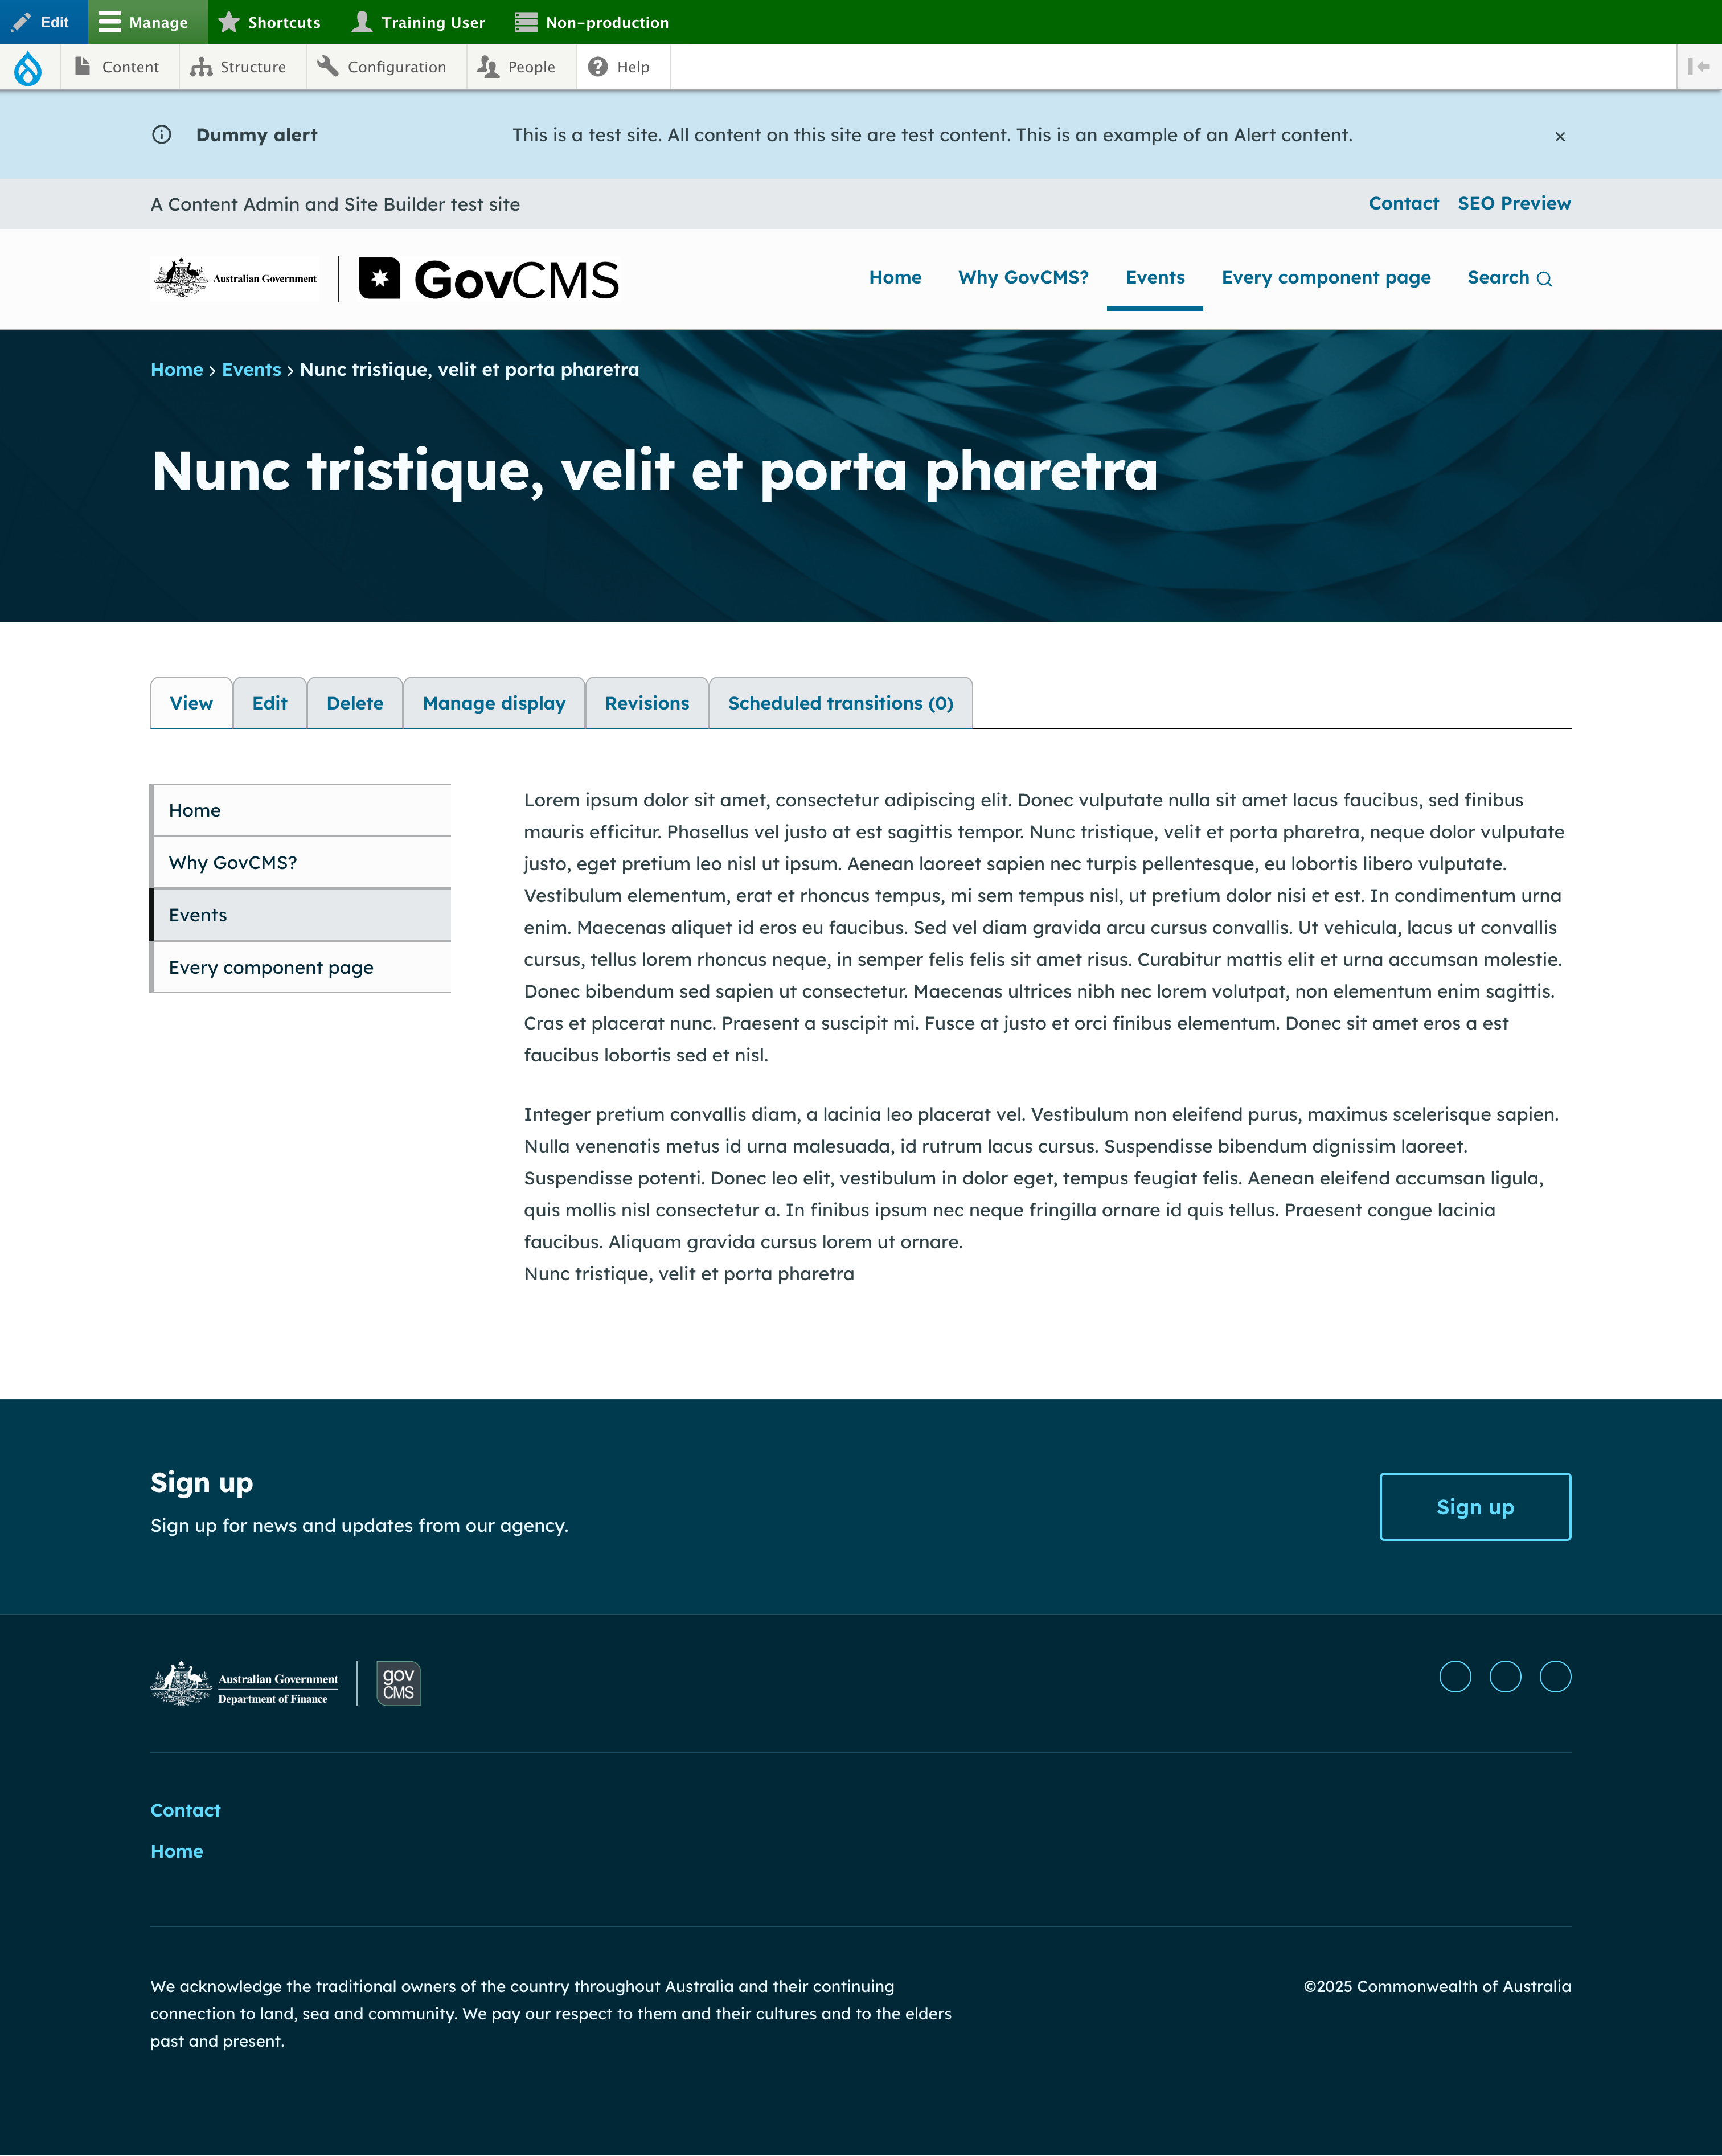 Edit Manage Shortcuts Training User Non-production
Content Structure Configuration People Help
Dummy alert This is a test site. All content on this site are test content. This is an example of an Alert content.
A Content Admin and Site Builder test site Contact SEO Preview
Australian Government GovCMS Home Why GovCMS? Events Every component page Search
Home › Events › Nunc tristique, velit et porta pharetra
Nunc tristique, velit et porta pharetra
View Edit Delete Manage display Revisions Scheduled transitions (0)
Home
Why GovCMS?
Events
Every component page
Lorem ipsum dolor sit amet, consectetur adipiscing elit. Donec vulputate nulla sit amet lacus faucibus, sed finibus
mauris efficitur. Phasellus vel justo at est sagittis tempor. Nunc tristique, velit et porta pharetra, neque dolor vulputate
justo, eget pretium leo nisl ut ipsum. Aenean laoreet sapien nec turpis pellentesque, eu lobortis libero vulputate.
Vestibulum elementum, erat et rhoncus tempus, mi sem tempus nisl, ut pretium dolor nisi et est. In condimentum urna
enim. Maecenas aliquet id eros eu faucibus. Sed vel diam gravida arcu cursus convallis. Ut vehicula, lacus ut convallis
cursus, tellus lorem rhoncus neque, in semper felis felis sit amet risus. Curabitur mattis elit et urna accumsan molestie.
Donec bibendum sed sapien ut consectetur. Maecenas ultrices nibh nec lorem volutpat, non elementum enim sagittis.
Cras et placerat nunc. Praesent a suscipit mi. Fusce at justo et orci finibus elementum. Donec sit amet eros a est
faucibus lobortis sed et nisl.
Integer pretium convallis diam, a lacinia leo placerat vel. Vestibulum non eleifend purus, maximus scelerisque sapien.
Nulla venenatis metus id urna malesuada, id rutrum lacus cursus. Suspendisse bibendum dignissim laoreet.
Suspendisse potenti. Donec leo elit, vestibulum in dolor eget, tempus feugiat felis. Aenean eleifend accumsan ligula,
quis mollis nisl consectetur a. In finibus ipsum nec neque fringilla ornare id quis tellus. Praesent congue lacinia
faucibus. Aliquam gravida cursus lorem ut ornare.
Nunc tristique, velit et porta pharetra
Sign up
Sign up for news and updates from our agency.
Sign up
Australian Government
Department of Finance
gov
CMS
Contact
Home
We acknowledge the traditional owners of the country throughout Australia and their continuing
connection to land, sea and community. We pay our respect to them and their cultures and to the elders
past and present.
©2025 Commonwealth of Australia